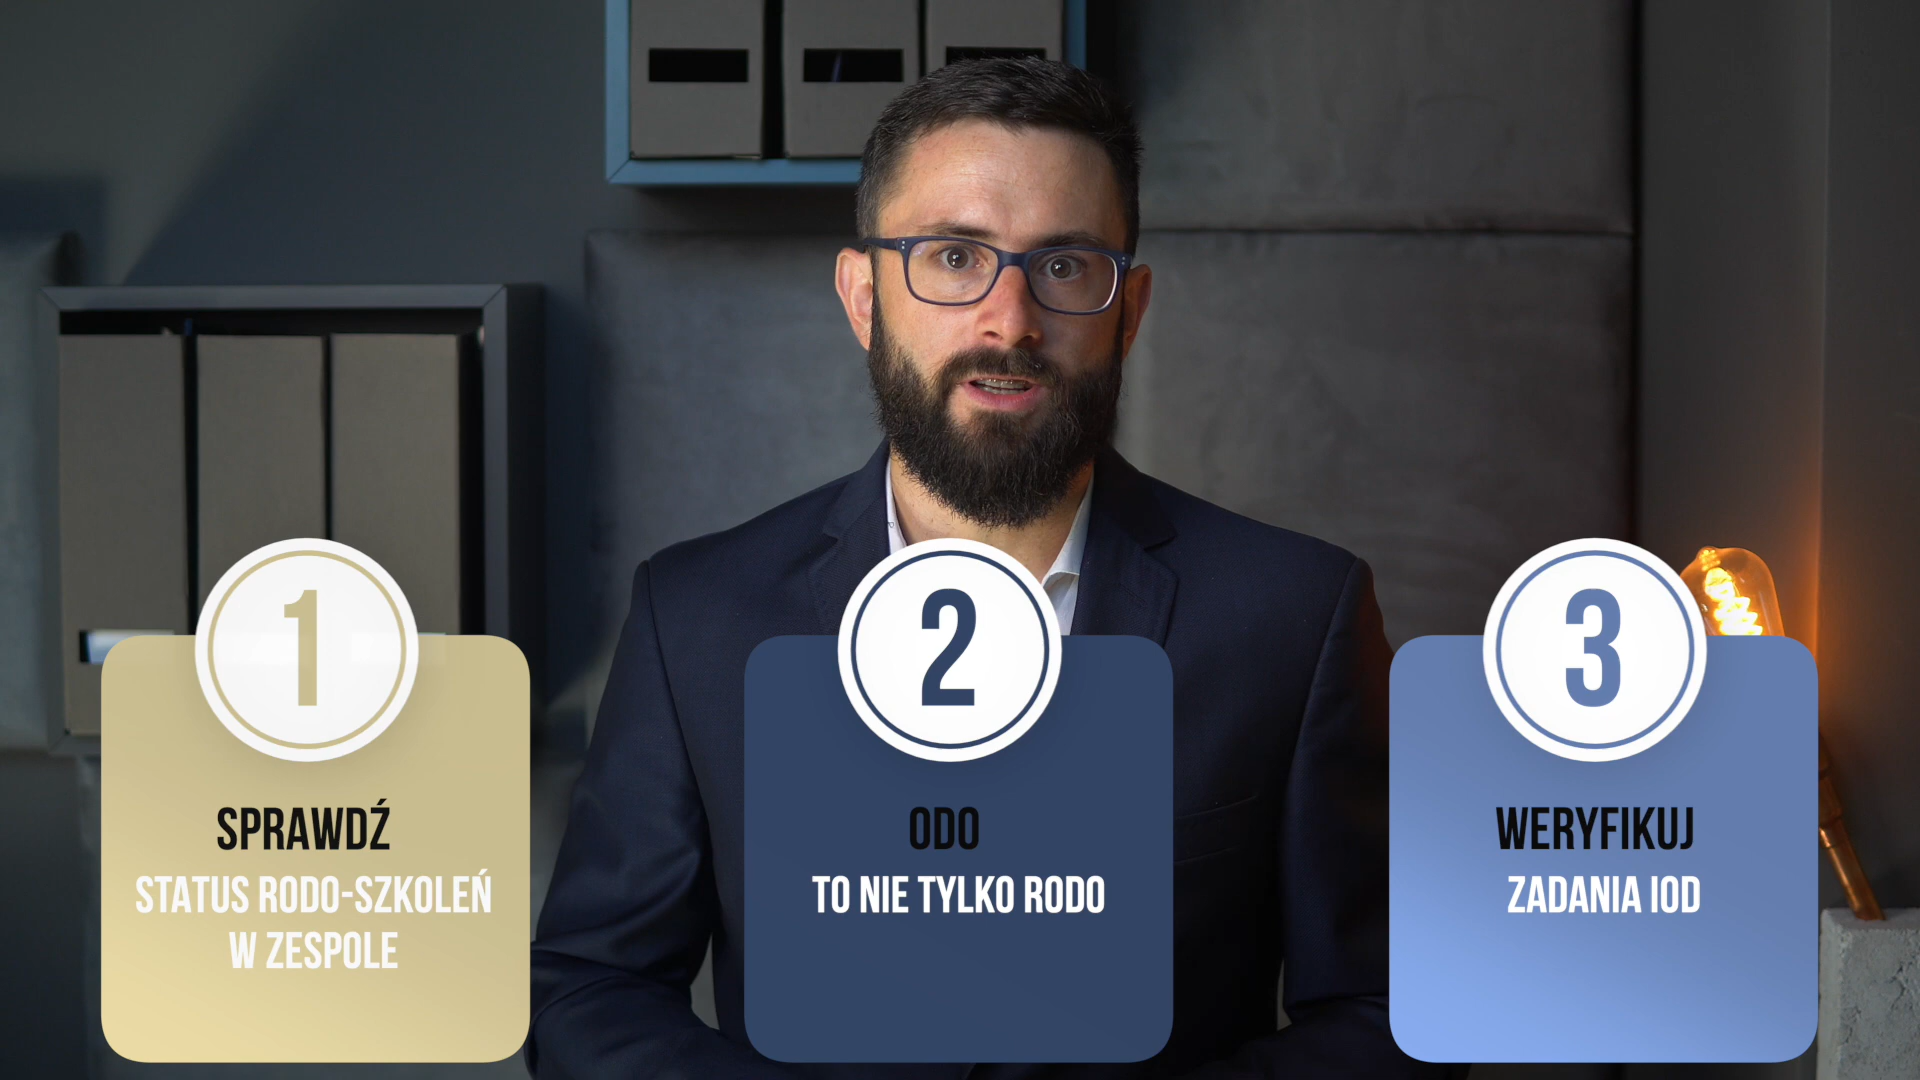 1
SPRAWDŹ
STATUS RODO-SZKOLEŃ
W ZESPOLE
2
ODO
TO NIE TYLKO RODO
3
WERYFIKUJ
ZADANIA IOD